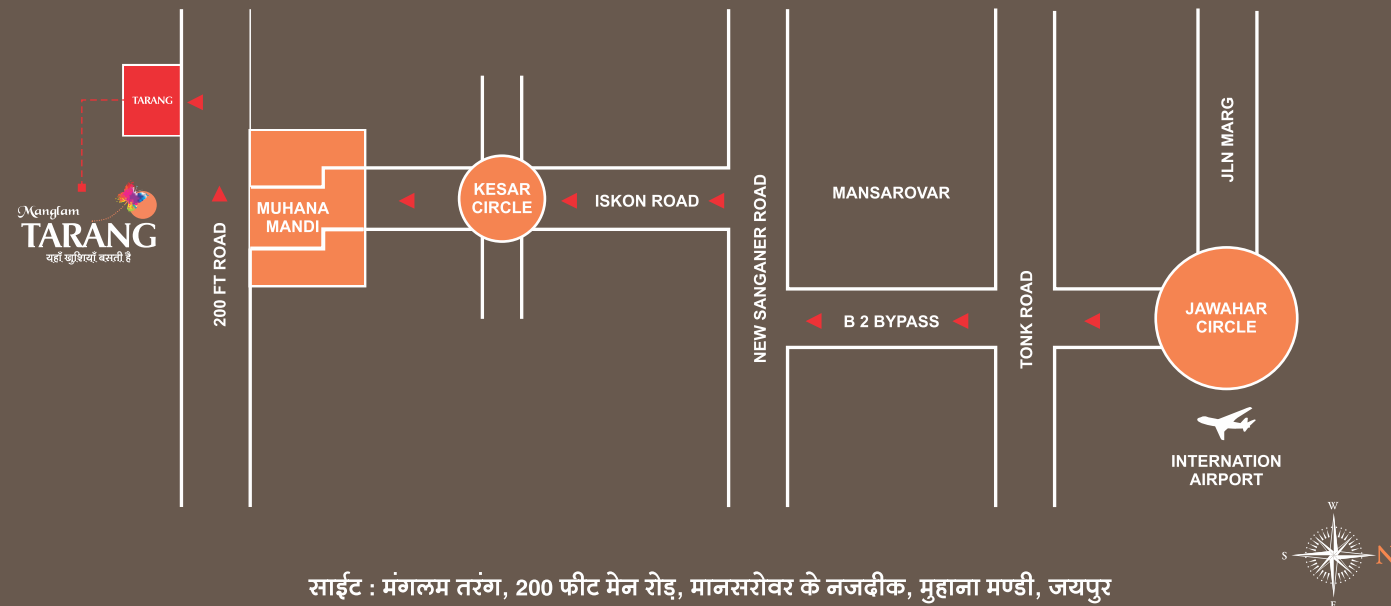 TARANG
Manglam
TARANG
यहाँ खुशियाँ बसती है
200 FT ROAD
MUHANA
MANDI
KESAR
CIRCLE
ISKON ROAD
NEW SANGANER ROAD
MANSAROVAR
B 2 BYPASS
TONK ROAD
JLN MARG
JAWAHAR
CIRCLE
INTERNATION
AIRPORT
W
S
N
E
साईट : मंगलम तरंग, 200 फीट मेन रोड़, मानसरोवर के नजदीक, मुहाना मण्डी, जयपुर